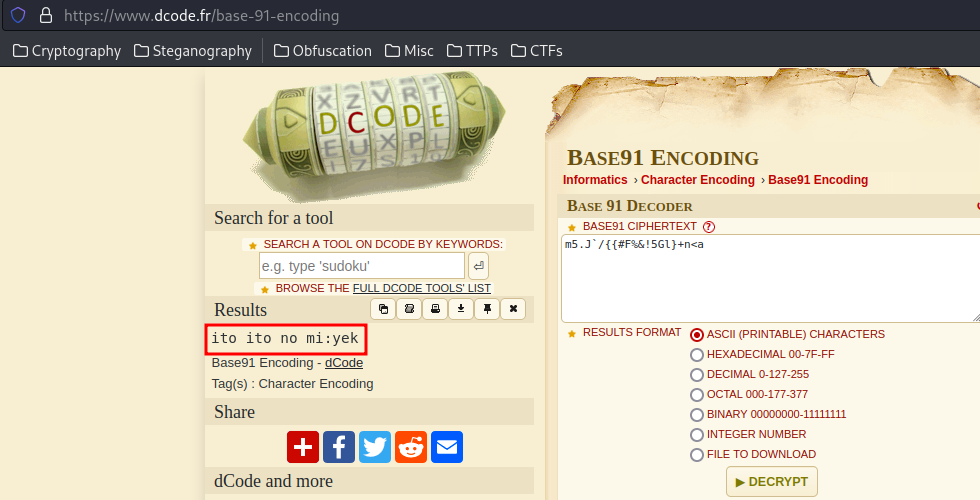 https://www.dcode.fr/base-91-encoding
Cryptography Steganography Obfuscation Misc TTPs CTFs
X Z V R T
D C O D E
E U X P L
Search for a tool
SEARCH A TOOL ON DCODE BY KEYWORDS:
e.g. type 'sudoku'
BROWSE THE FULL DCODE TOOLS' LIST
Results
ito ito no mi:yek
Base91 Encoding - dCode
Tag(s) : Character Encoding
Share
dCode and more
BASE91 ENCODING
Informatics › Character Encoding › Base91 Encoding
BASE 91 DECODER
BASE91 CIPHERTEXT ?
m5.J`/{{#F%&!5Gl}+n<a
RESULTS FORMAT
ASCII (PRINTABLE) CHARACTERS
HEXADECIMAL 00-7F-FF
DECIMAL 0-127-255
OCTAL 000-177-377
BINARY 00000000-11111111
INTEGER NUMBER
FILE TO DOWNLOAD
▶ DECRYPT